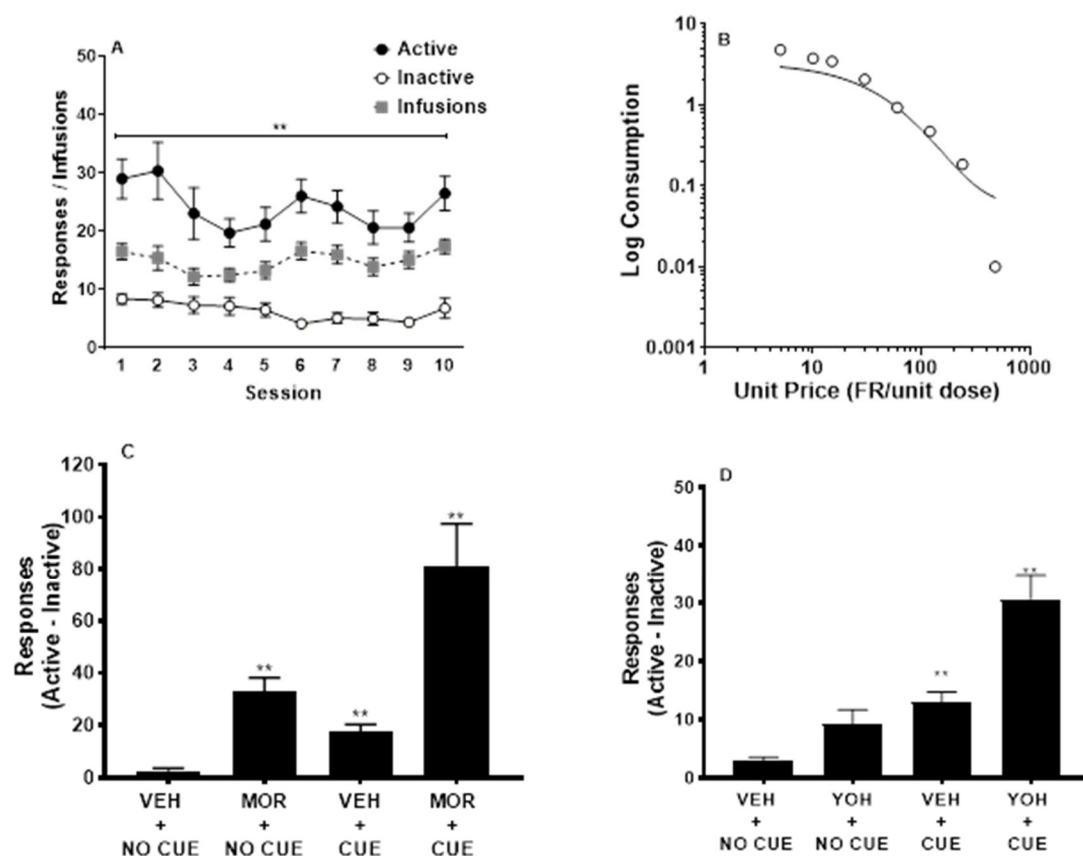 A
50
40
30
20
10
0
Responses / Infusions
Active
Inactive
Infusions
**
1 2 3 4 5 6 7 8 9 10
Session
B
10
1
0.1
0.01
0.001
Log Consumption
1 10 100 1000
Unit Price (FR/unit dose)
C
120
100
80
60
40
20
0
Responses
(Active - Inactive)
**
**
**
VEH MOR VEH MOR
+ + + +
NO CUE NO CUE CUE CUE
D
50
40
30
20
10
0
Responses
(Active - Inactive)
**
**
VEH YOH VEH YOH
+ + + +
NO CUE NO CUE CUE CUE